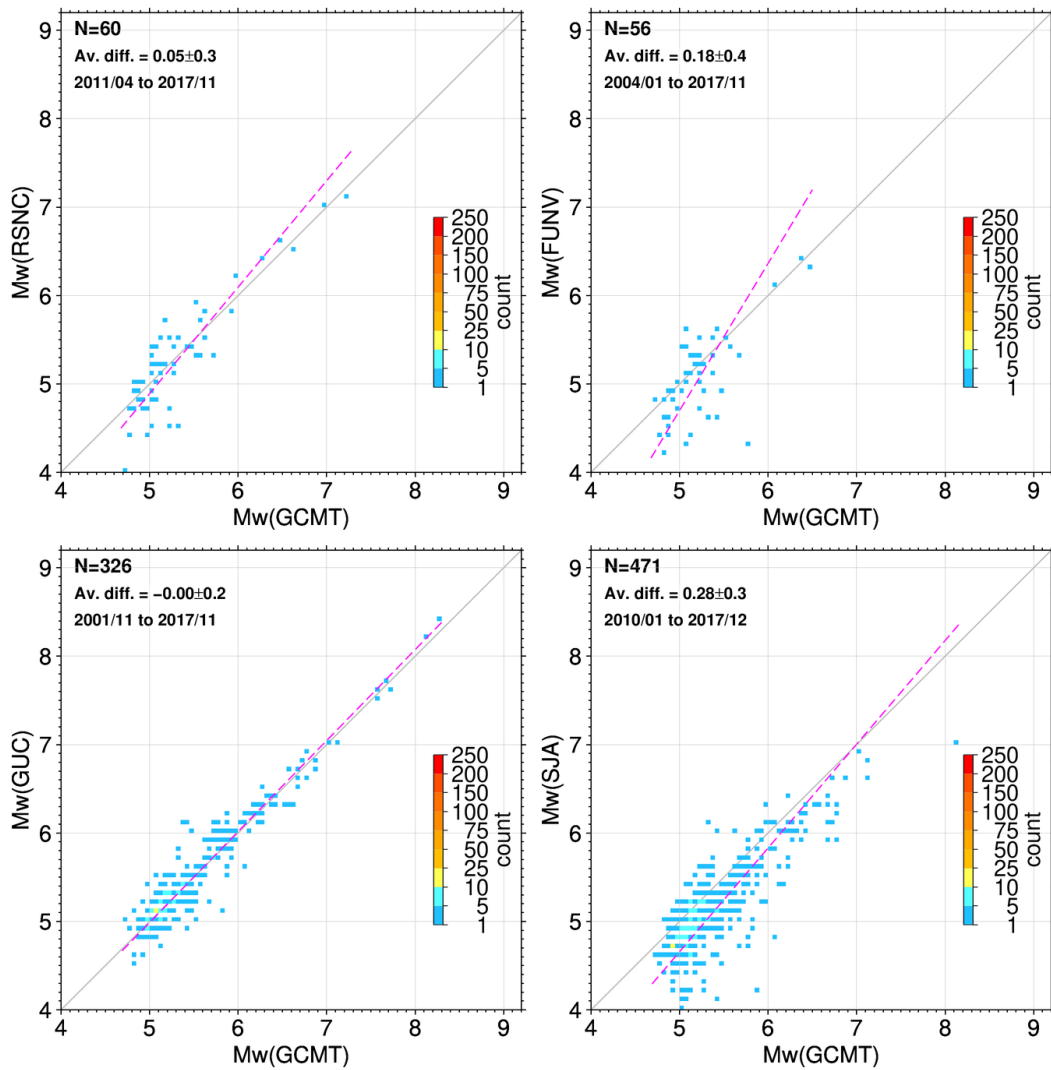 N=60
Av. diff. = 0.05±0.3
2011/04 to 2017/11
Mw(RSNC)
9
8
7
6
5
4
4 5 6 7 8 9
Mw(GCMT)
250
200
150
100
75
50
25
10
5
1
count
N=56
Av. diff. = 0.18±0.4
2004/01 to 2017/11
Mw(FUNV)
9
8
7
6
5
4
4 5 6 7 8 9
Mw(GCMT)
250
200
150
100
75
50
25
10
5
1
count
N=326
Av. diff. = −0.00±0.2
2001/11 to 2017/11
Mw(GUC)
9
8
7
6
5
4
4 5 6 7 8 9
Mw(GCMT)
250
200
150
100
75
50
25
10
5
1
count
N=471
Av. diff. = 0.28±0.3
2010/01 to 2017/12
Mw(SJA)
9
8
7
6
5
4
4 5 6 7 8 9
Mw(GCMT)
250
200
150
100
75
50
25
10
5
1
count